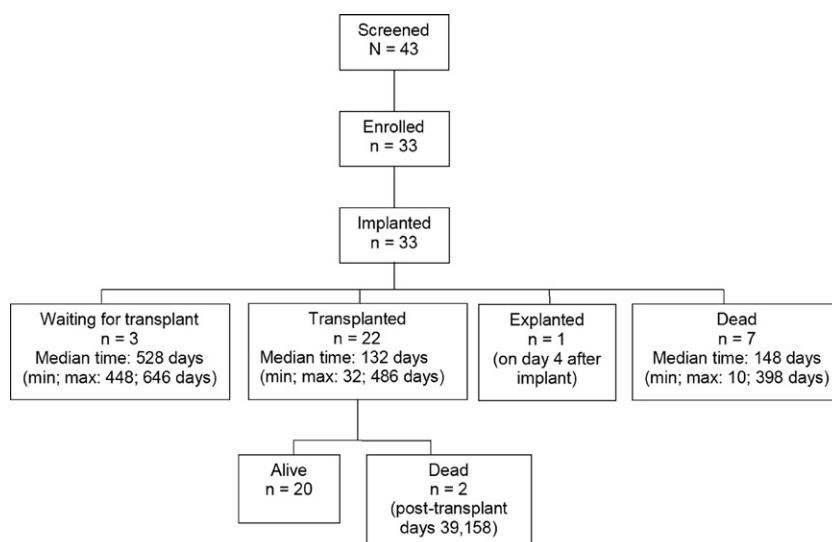 Screened
N = 43
Enrolled
n = 33
Implanted
n = 33
Waiting for transplant
n = 3
Median time: 528 days
(min; max: 448; 646 days)
Transplanted
n = 22
Median time: 132 days
(min; max: 32; 486 days)
Explanted
n = 1
(on day 4 after
implant)
Dead
n = 7
Median time: 148 days
(min; max: 10; 398 days)
Alive
n = 20
Dead
n = 2
(post-transplant
days 39,158)